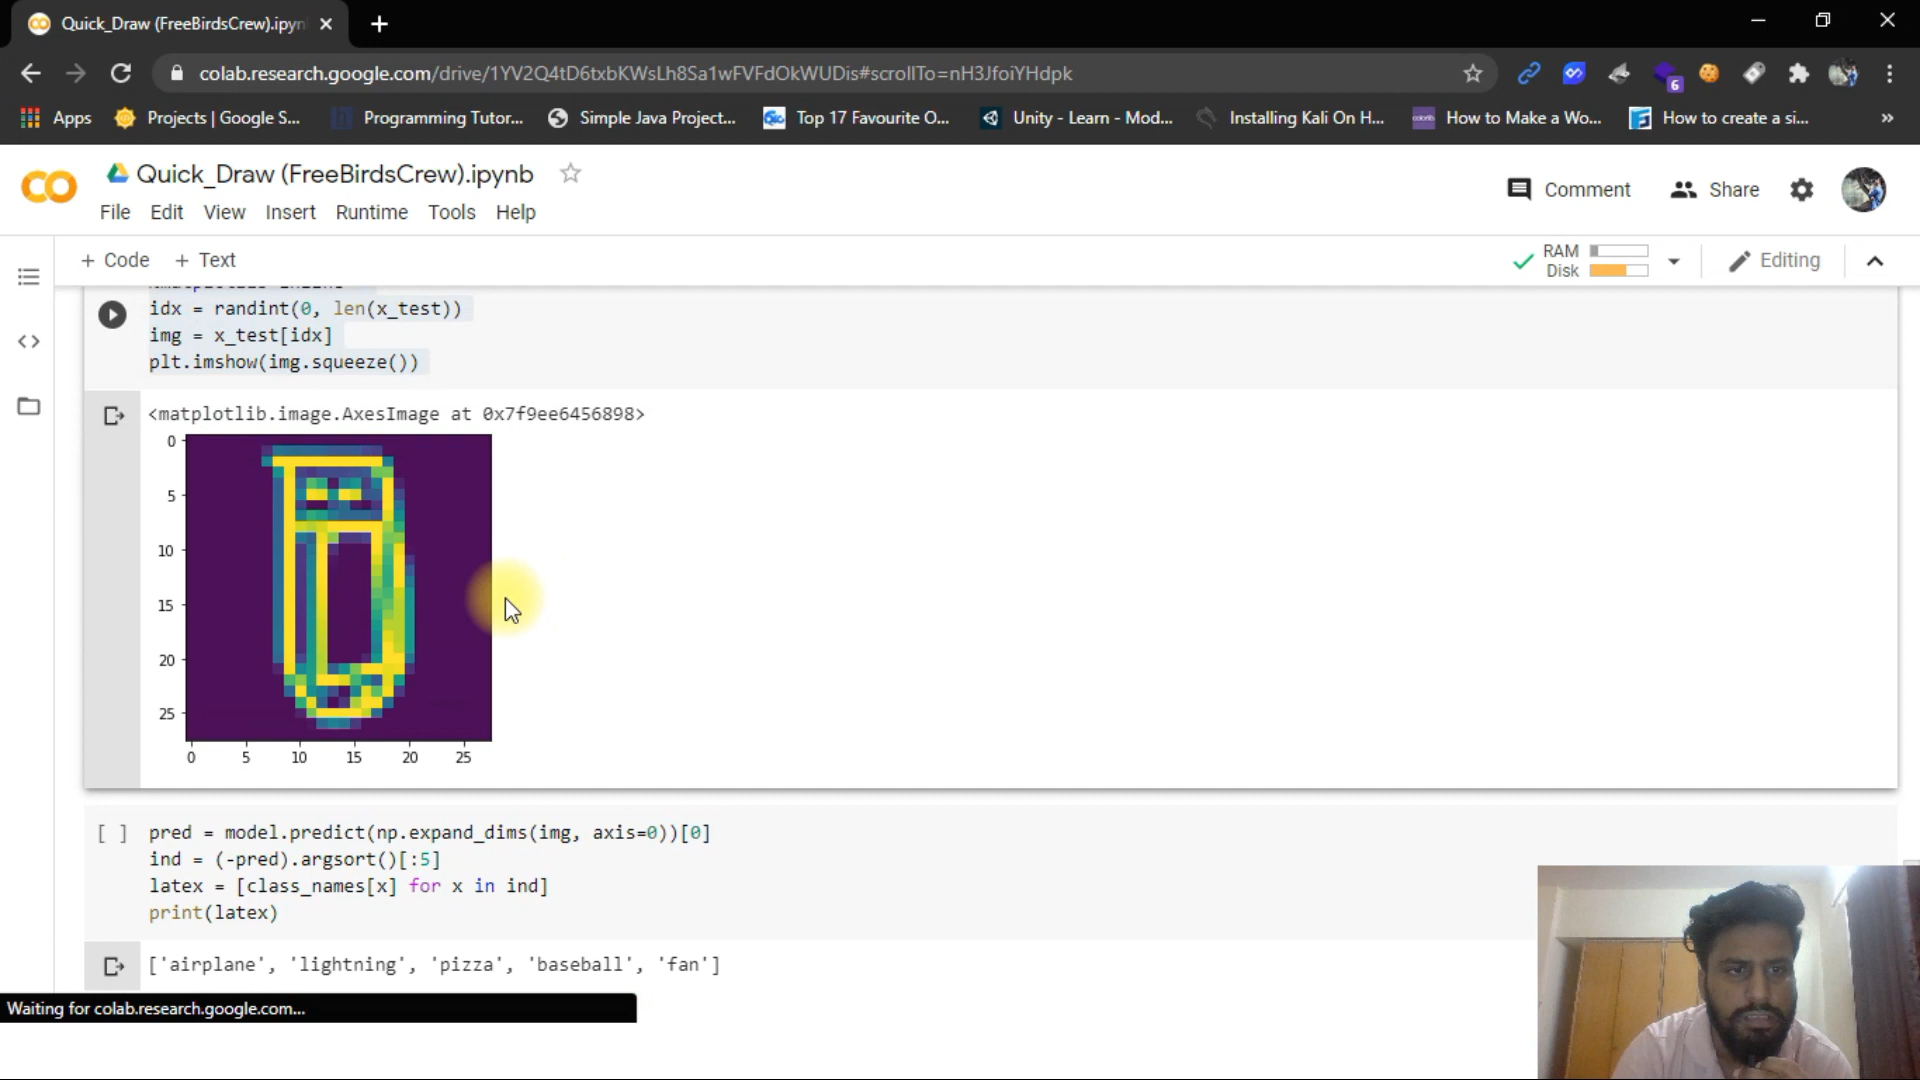 Quick_Draw (FreeBirdsCrew).ipyn
colab.research.google.com/drive/1YV2Q4tD6txbKWsLh8Sa1wFVFdOkWUDis#scrollTo=nH3JfoiYHdpk
6
Apps
Projects | Google S...
Programming Tutor...
Simple Java Project...
Top 17 Favourite O...
Unity - Learn - Mod...
Installing Kali On H...
How to Make a Wo...
How to create a si...
»
Quick_Draw (FreeBirdsCrew).ipynb
Comment
Share
File Edit View Insert Runtime Tools Help
+ Code + Text
RAM
Disk
Editing
%matplotlib inline
idx = randint(0, len(x_test))
img = x_test[idx]
plt.imshow(img.squeeze())
<matplotlib.image.AxesImage at 0x7f9ee6456898>
0
5
10
15
20
25
0 5 10 15 20 25
[ ] pred = model.predict(np.expand_dims(img, axis=0))[0]
ind = (-pred).argsort()[:5]
latex = [class_names[x] for x in ind]
print(latex)
['airplane', 'lightning', 'pizza', 'baseball', 'fan']
Waiting for colab.research.google.com...